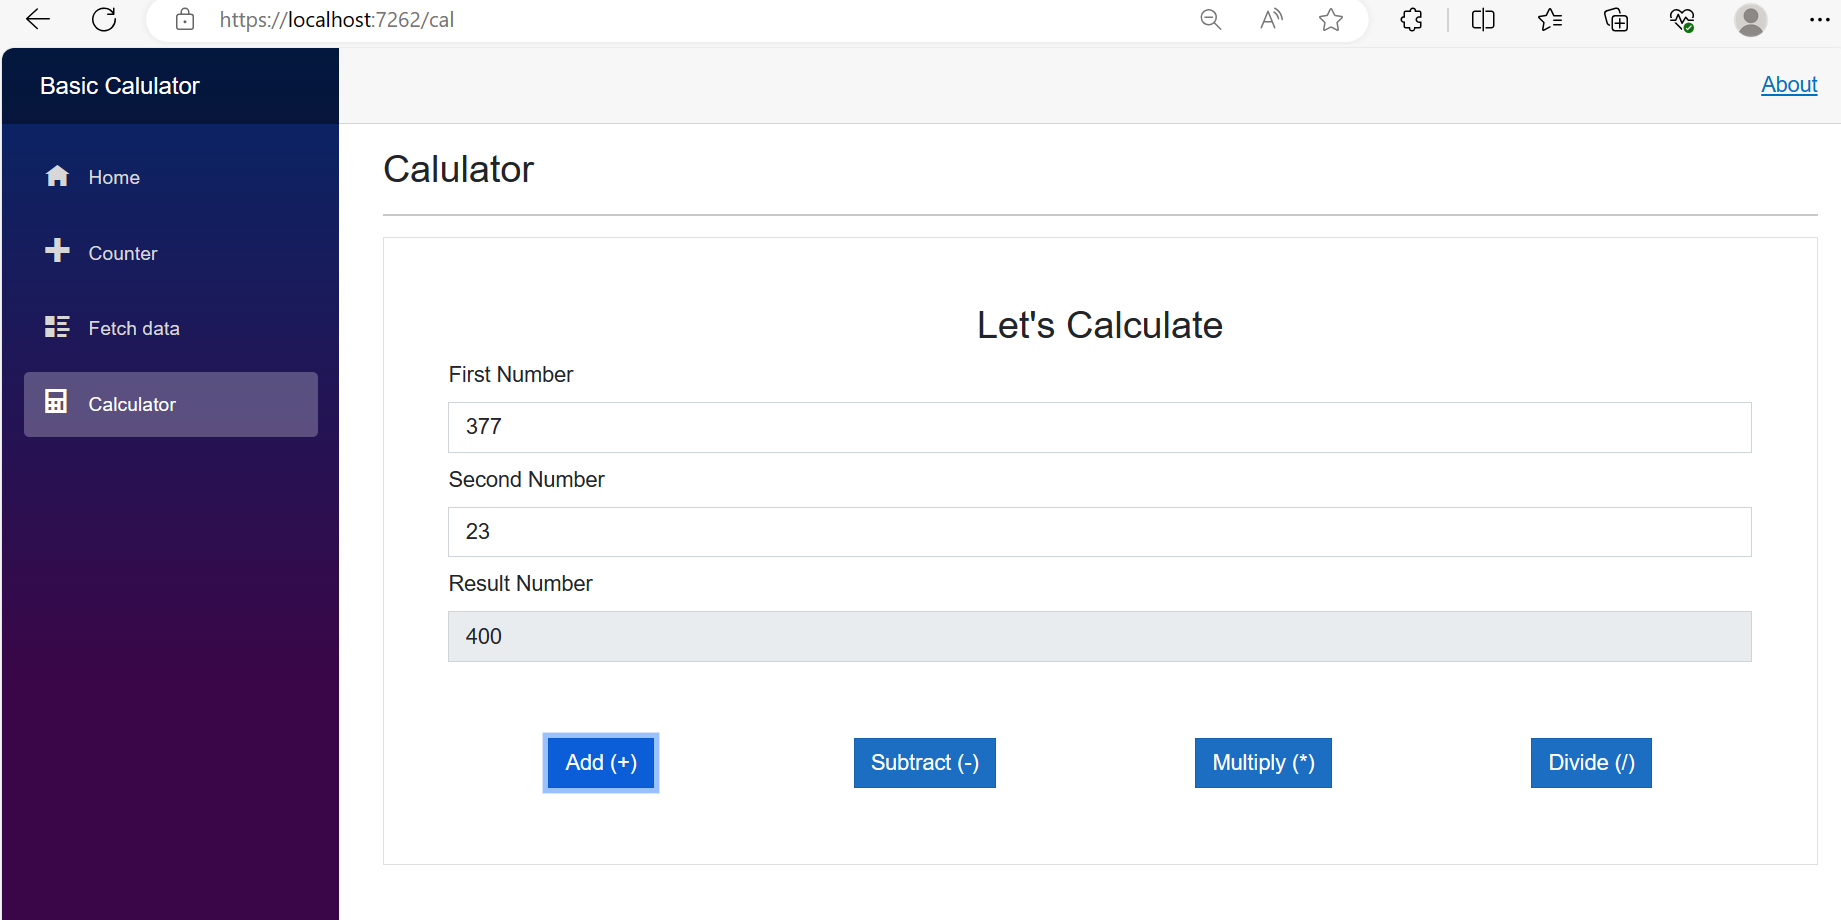 https://localhost:7262/cal
Basic Calulator
About
Home
Counter
Fetch data
Calculator
Calulator
Let's Calculate
First Number
377
Second Number
23
Result Number
400
Add (+)
Subtract (-)
Multiply (*)
Divide (/)